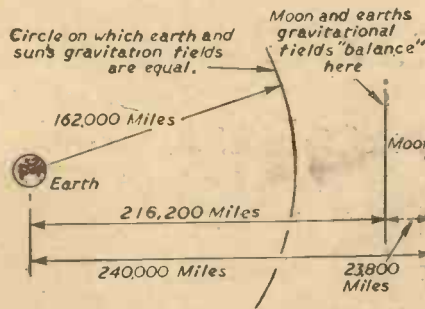 Circle on which earth and
sun's gravitation fields
are equal.
Moon and earths
gravitational
fields "balance"
here
162,000 Miles
Earth
Moon
216,200 Miles
240,000 Miles
23,800
Miles